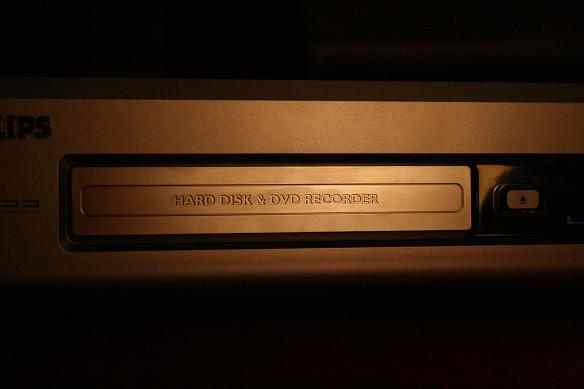 LIPS
HARD DISK & DVD RECORDER